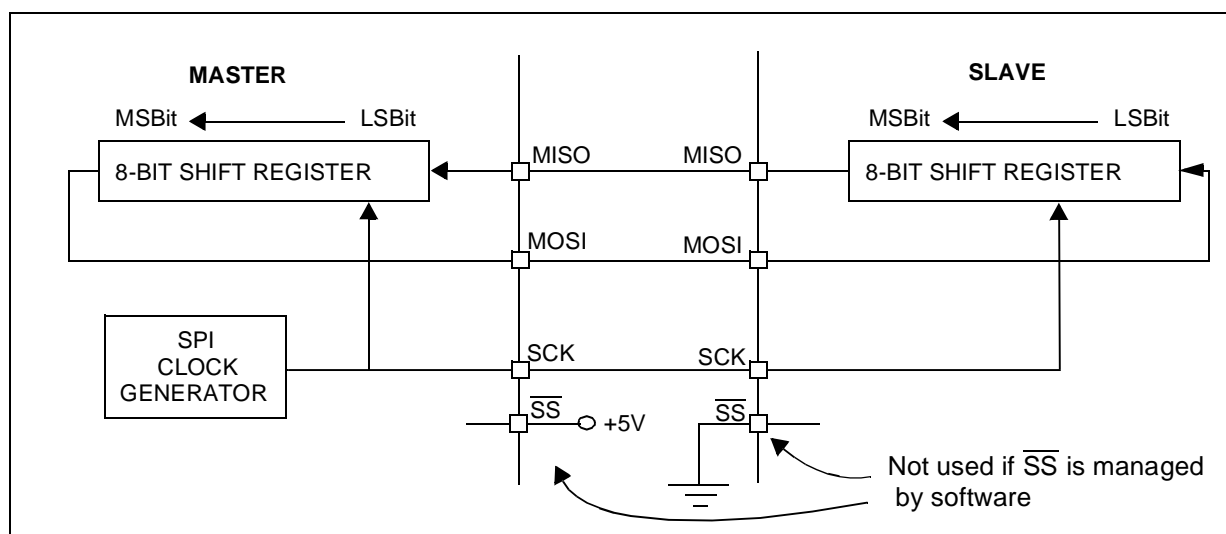 MASTER
SLAVE
MSBit
LSBit
MSBit
LSBit
8-BIT SHIFT REGISTER
MISO
MISO
8-BIT SHIFT REGISTER
MOSI
MOSI
SPI
CLOCK
GENERATOR
SCK
SCK
SS
+5V
SS
Not used if SS is managed
by software